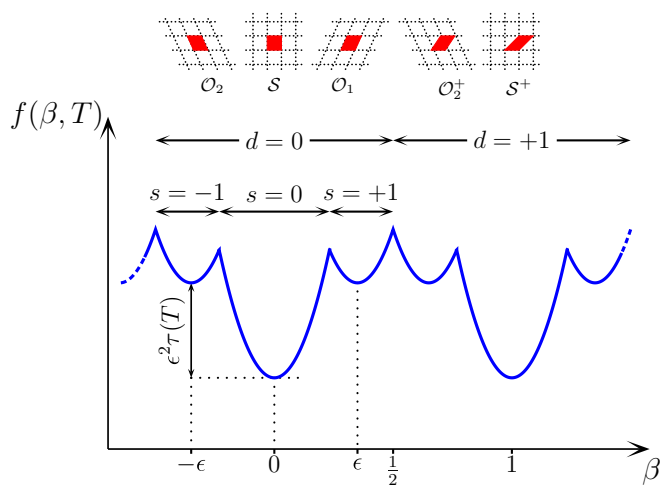 𝒪₂ 𝒮 𝒪₁ 𝒪₂⁺ 𝒮⁺
f(β, T)
d = 0 d = +1
s = −1 s = 0 s = +1
ϵ²τ(T)
−ϵ 0 ϵ ½ 1 β